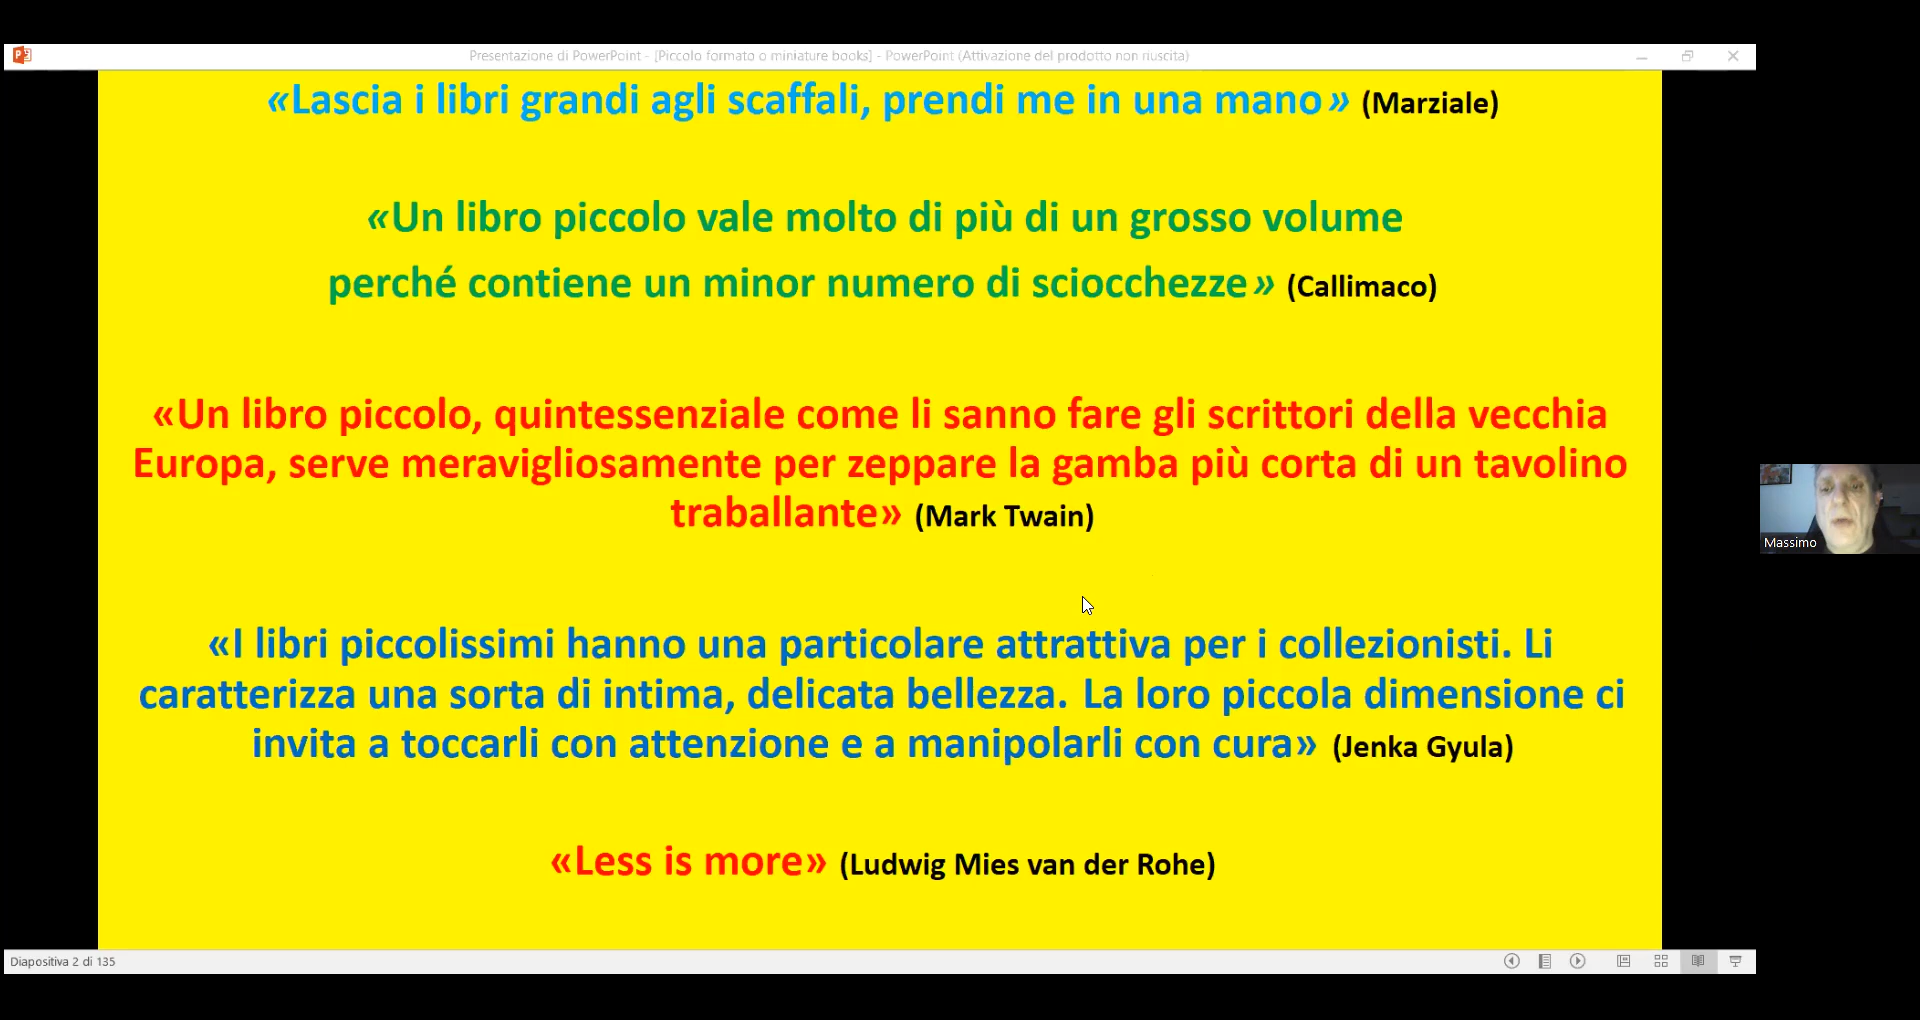 Presentazione di PowerPoint - [Piccolo formato o miniature books] - PowerPoint (Attivazione del prodotto non riuscita)
«Lascia i libri grandi agli scaffali, prendi me in una mano» (Marziale)
«Un libro piccolo vale molto di più di un grosso volume
perché contiene un minor numero di sciocchezze» (Callimaco)
«Un libro piccolo, quintessenziale come li sanno fare gli scrittori della vecchia
Europa, serve meravigliosamente per zeppare la gamba più corta di un tavolino
traballante» (Mark Twain)
Massimo
«I libri piccolissimi hanno una particolare attrattiva per i collezionisti. Li
caratterizza una sorta di intima, delicata bellezza. La loro piccola dimensione ci
invita a toccarli con attenzione e a manipolarli con cura» (Jenka Gyula)
«Less is more» (Ludwig Mies van der Rohe)
Diapositiva 2 di 135